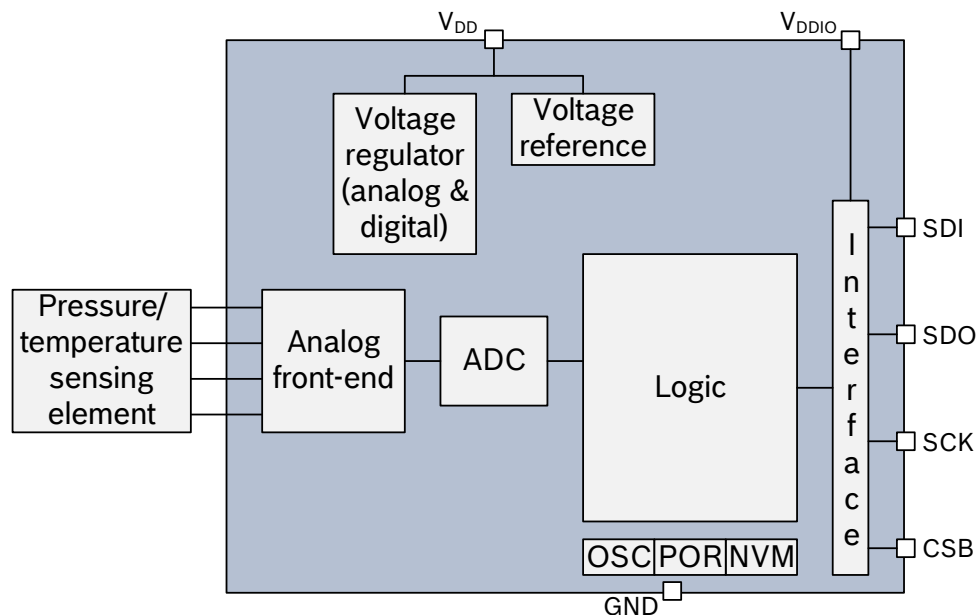 VDD
VDDIO
Voltage
regulator
(analog &
digital)
Voltage
reference
Interface
SDI
SDO
SCK
CSB
Pressure/
temperature
sensing
element
Analog
front-end
ADC
Logic
OSC
POR
NVM
GND